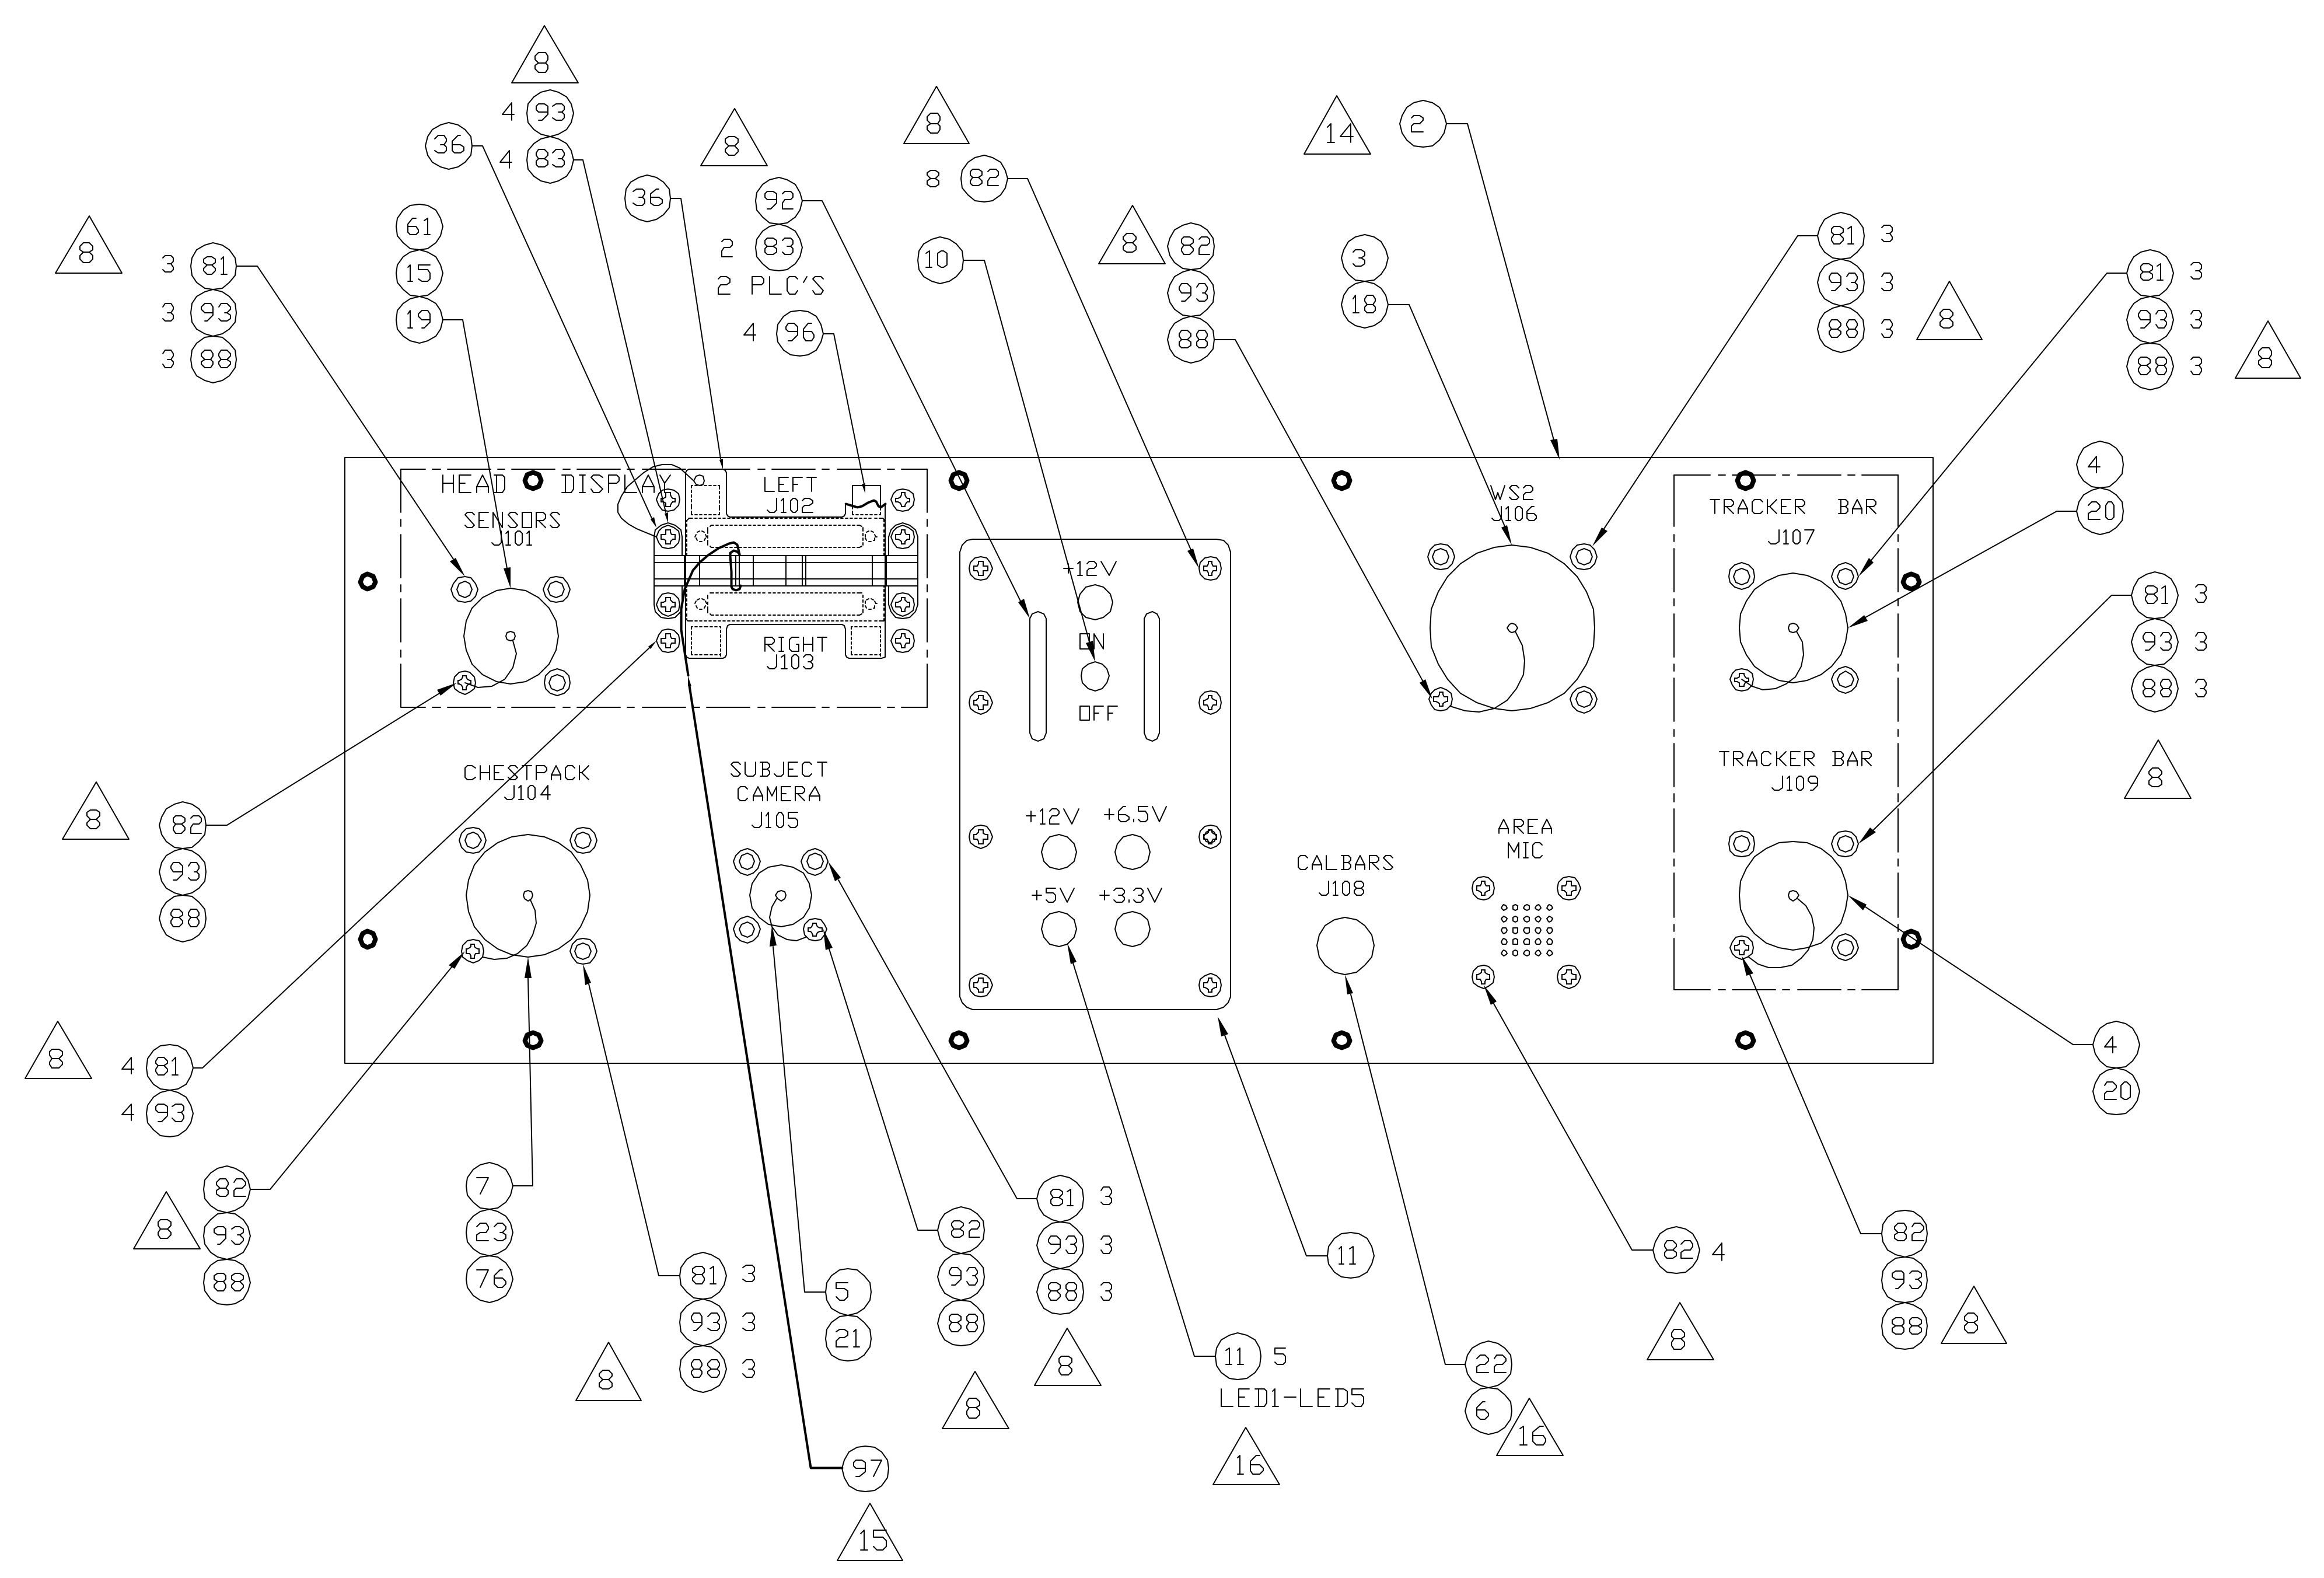 8
4 93
36
4 83
8
8
14
2
8 82
36
92
8
3 81
3 93
3 88
61
15
19
2 83
2 PLC'S
4 96
10
8
82
93
88
3
18
81 3
93 3
88 3
8
81 3
93 3
88 3
8
4
20
HEAD DISPLAY
LEFT
J102
SENSORS
J101
WS2
J106
TRACKER BAR
J107
+12V
81 3
93 3
88 3
8
RIGHT
J103
ON
OFF
CHESTPACK
J104
SUBJECT
CAMERA
J105
TRACKER BAR
J109
+12V
+6.5V
+5V
+3.3V
CALBARS
J108
AREA
MIC
8
82
93
88
8
4 81
4 93
4
20
8
82
93
88
7
23
76
81 3
93 3
88 3
8
5
21
82
93
88
8
81 3
93 3
88 3
8
11
11 5
LED1-LED5
16
22
6
16
82 4
8
82
93
88
8
97
15